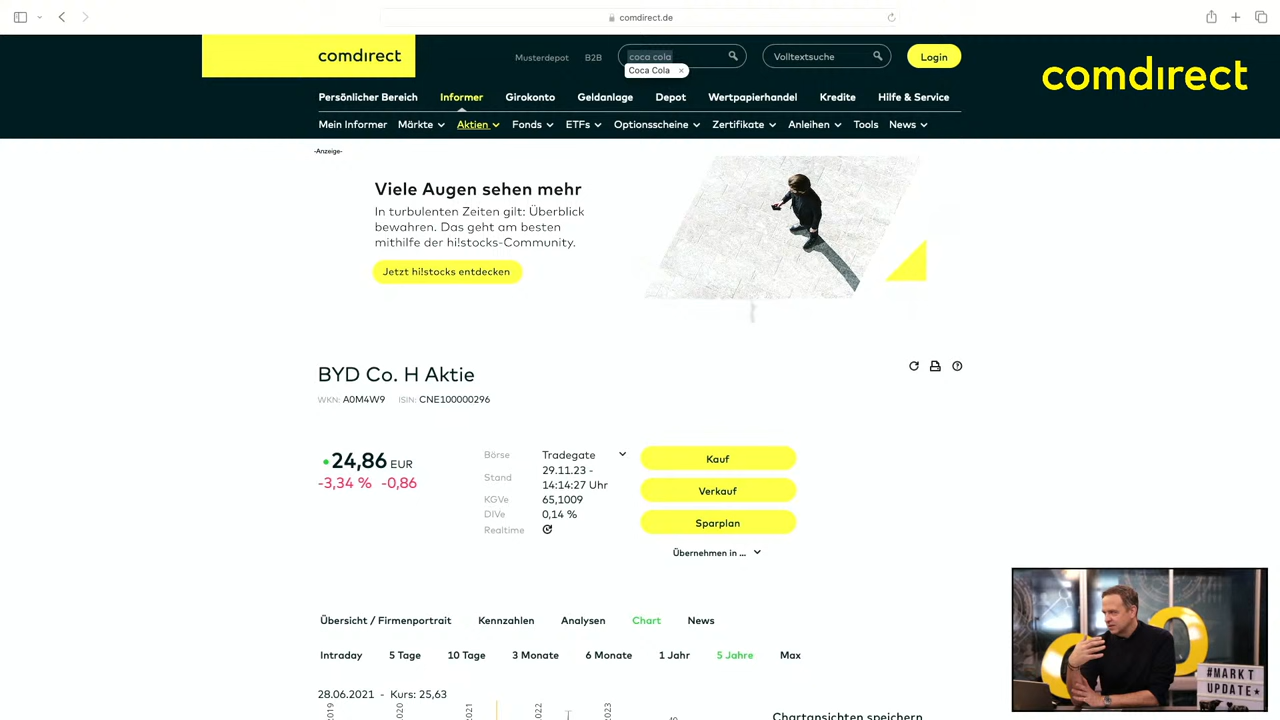 comdirect.de
comdirect
Musterdepot B2B coca cola Volltextsuche Login
Coca Cola ×
comdirect
Persönlicher Bereich Informer Girokonto Geldanlage Depot Wertpapierhandel Kredite Hilfe & Service
Mein Informer Märkte Aktien Fonds ETFs Optionsscheine Zertifikate Anleihen Tools News
-Anzeige-
Viele Augen sehen mehr
In turbulenten Zeiten gilt: Überblick
bewahren. Das geht am besten
mithilfe der hi!stocks-Community.
Jetzt hi!stocks entdecken
BYD Co. H Aktie
WKN: A0M4W9 ISIN: CNE100000296
24,86 EUR
-3,34 % -0,86
Börse Tradegate
Stand 29.11.23 -
14:14:27 Uhr
KGVe 65,1009
DIVe 0,14 %
Realtime
Kauf
Verkauf
Sparplan
Übernehmen in ...
Übersicht / Firmenportrait Kennzahlen Analysen Chart News
Intraday 5 Tage 10 Tage 3 Monate 6 Monate 1 Jahr 5 Jahre Max
28.06.2021 - Kurs: 25,63
Chartansichten speichern
#MARKT
UPDATE